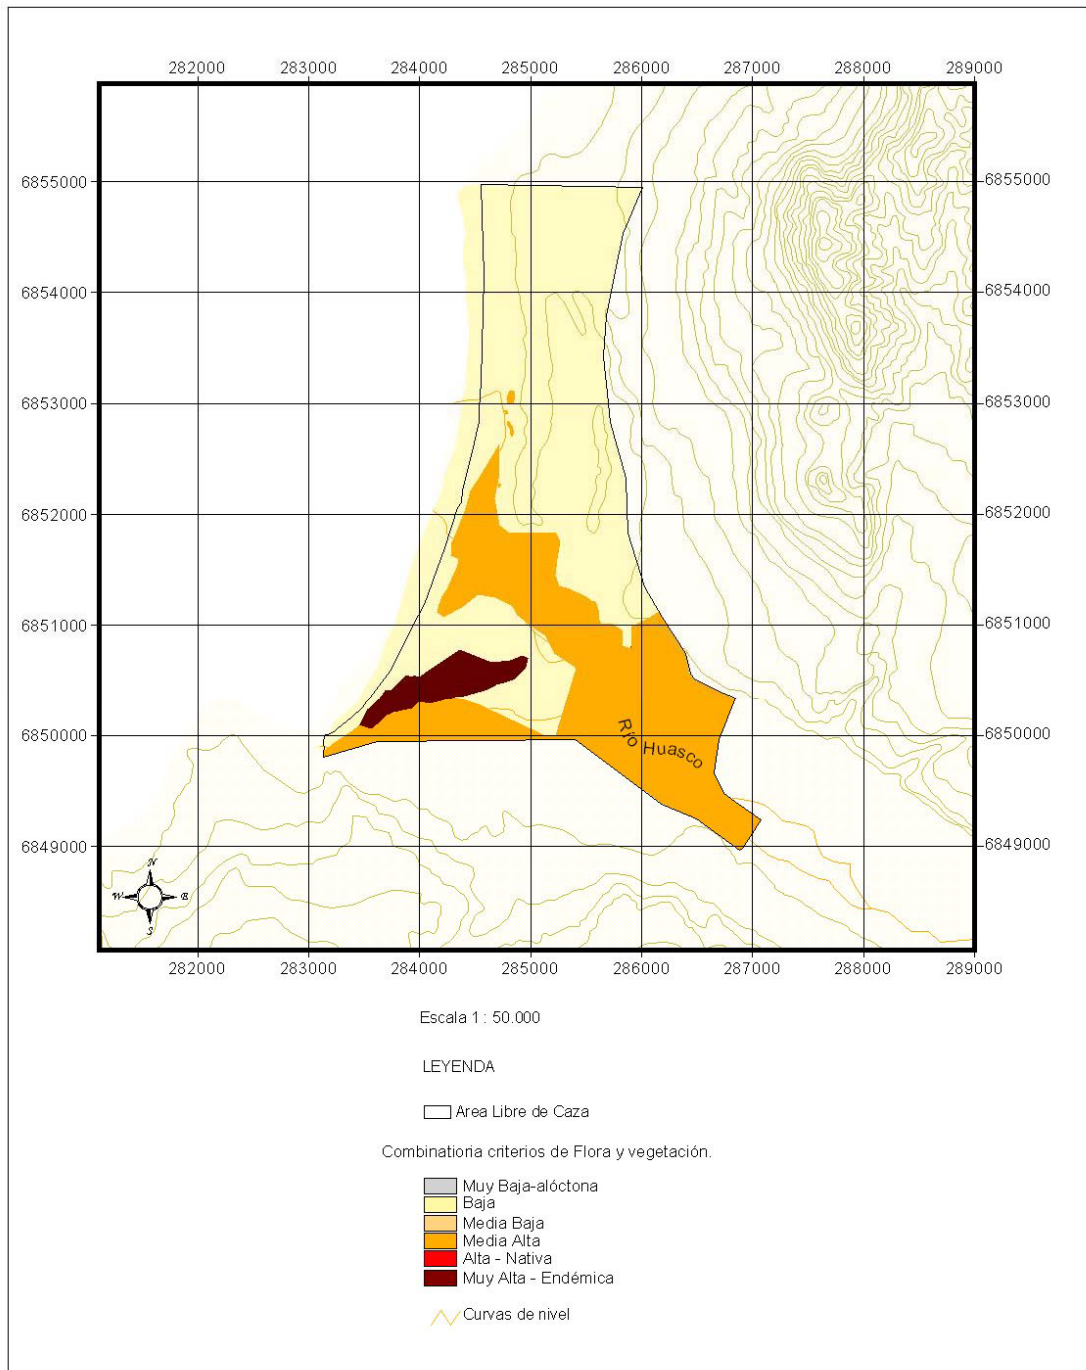 282000 283000 284000 285000 286000 287000 288000 289000
6855000 6855000
6854000 6854000
6853000 6853000
6852000 6852000
6851000 6851000
6850000 6850000
Río Huasco
6849000 6849000
N
W E
S
282000 283000 284000 285000 286000 287000 288000 289000
Escala 1 : 50.000
LEYENDA
Area Libre de Caza
Combinatioria criterios de Flora y vegetación.
Muy Baja-alóctona
Baja
Media Baja
Media Alta
Alta - Nativa
Muy Alta - Endémica
Curvas de nivel